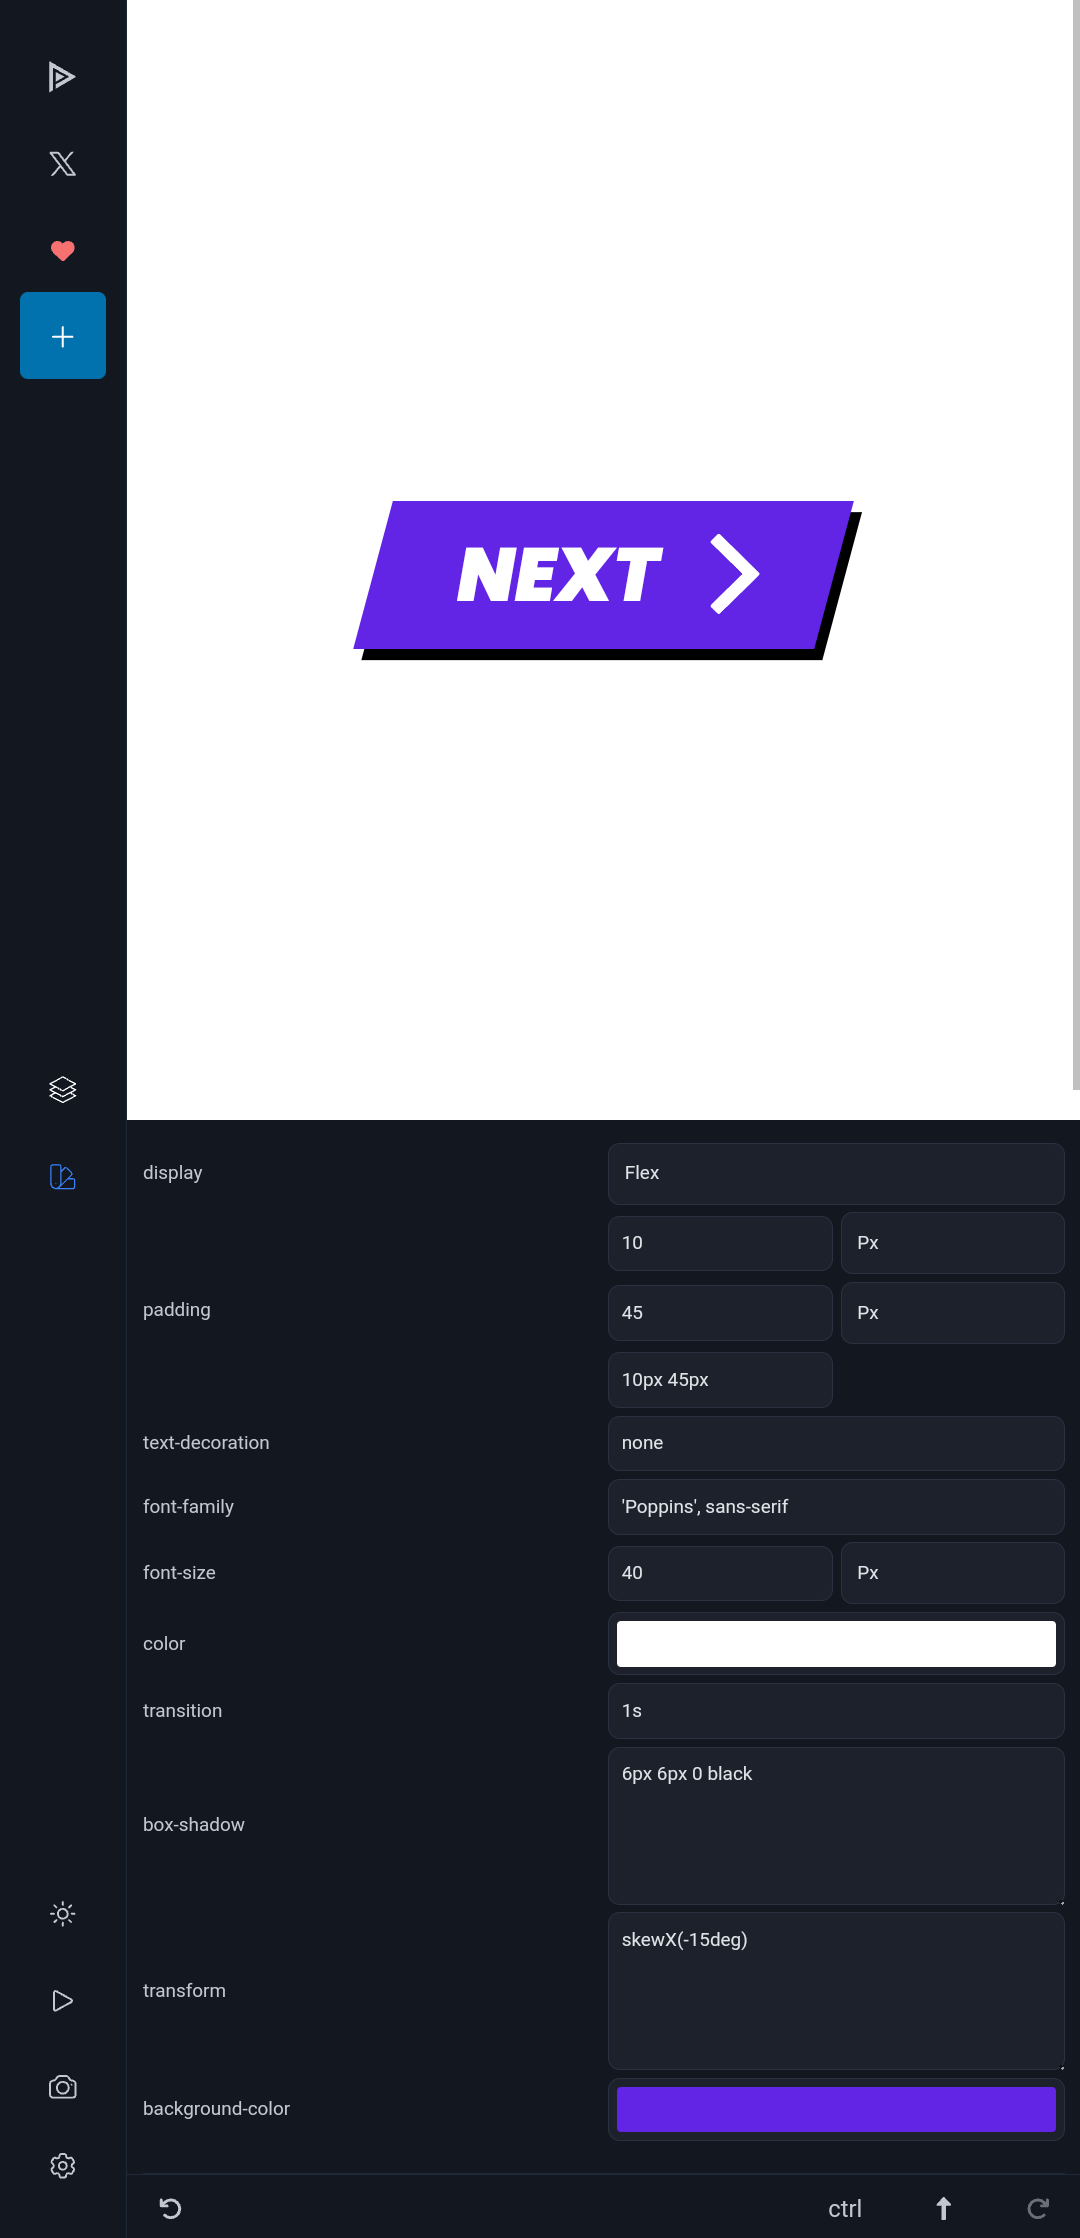 NEXT
display
Flex
10
Px
padding
45
Px
10px 45px
text-decoration
none
font-family
'Poppins', sans-serif
font-size
40
Px
color
transition
1s
box-shadow
6px 6px 0 black
transform
skewX(-15deg)
background-color
ctrl